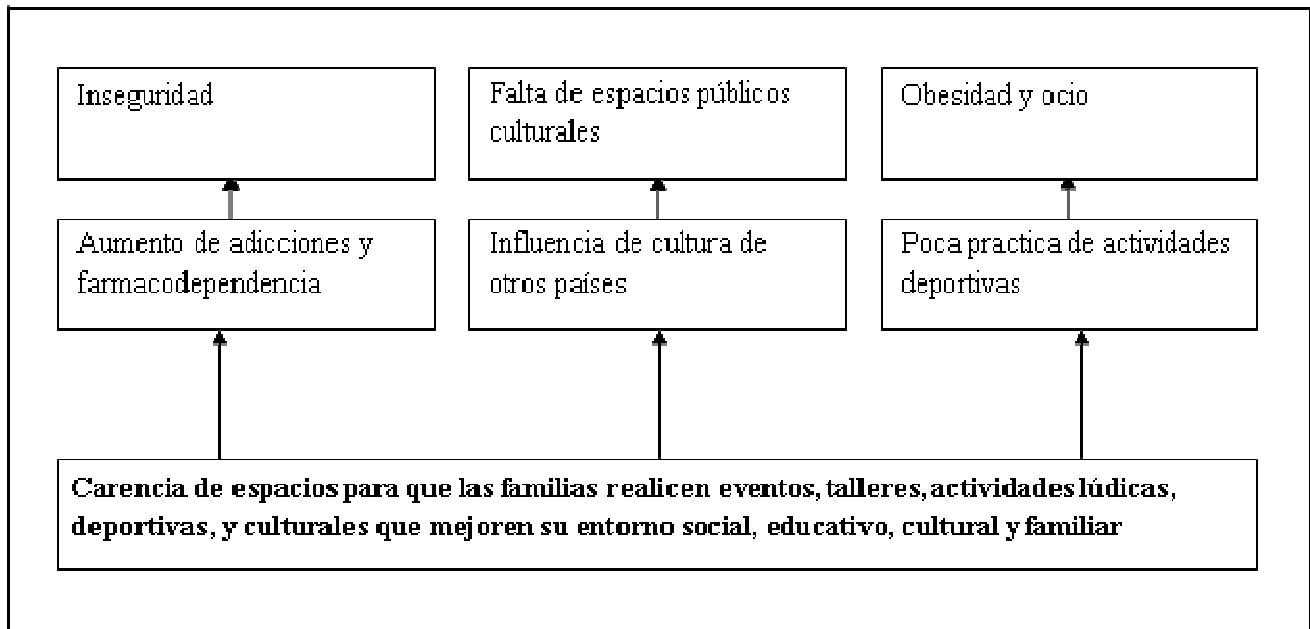 Inseguridad
Falta de espacios públicos
culturales
Obesidad y ocio
Aumento de adicciones y
farmacodependencia
Influencia de cultura de
otros países
Poca practica de actividades
deportivas
Carencia de espacios para que las familias realicen eventos, talleres, actividades lúdicas,
deportivas, y culturales que mejoren su entorno social, educativo, cultural y familiar